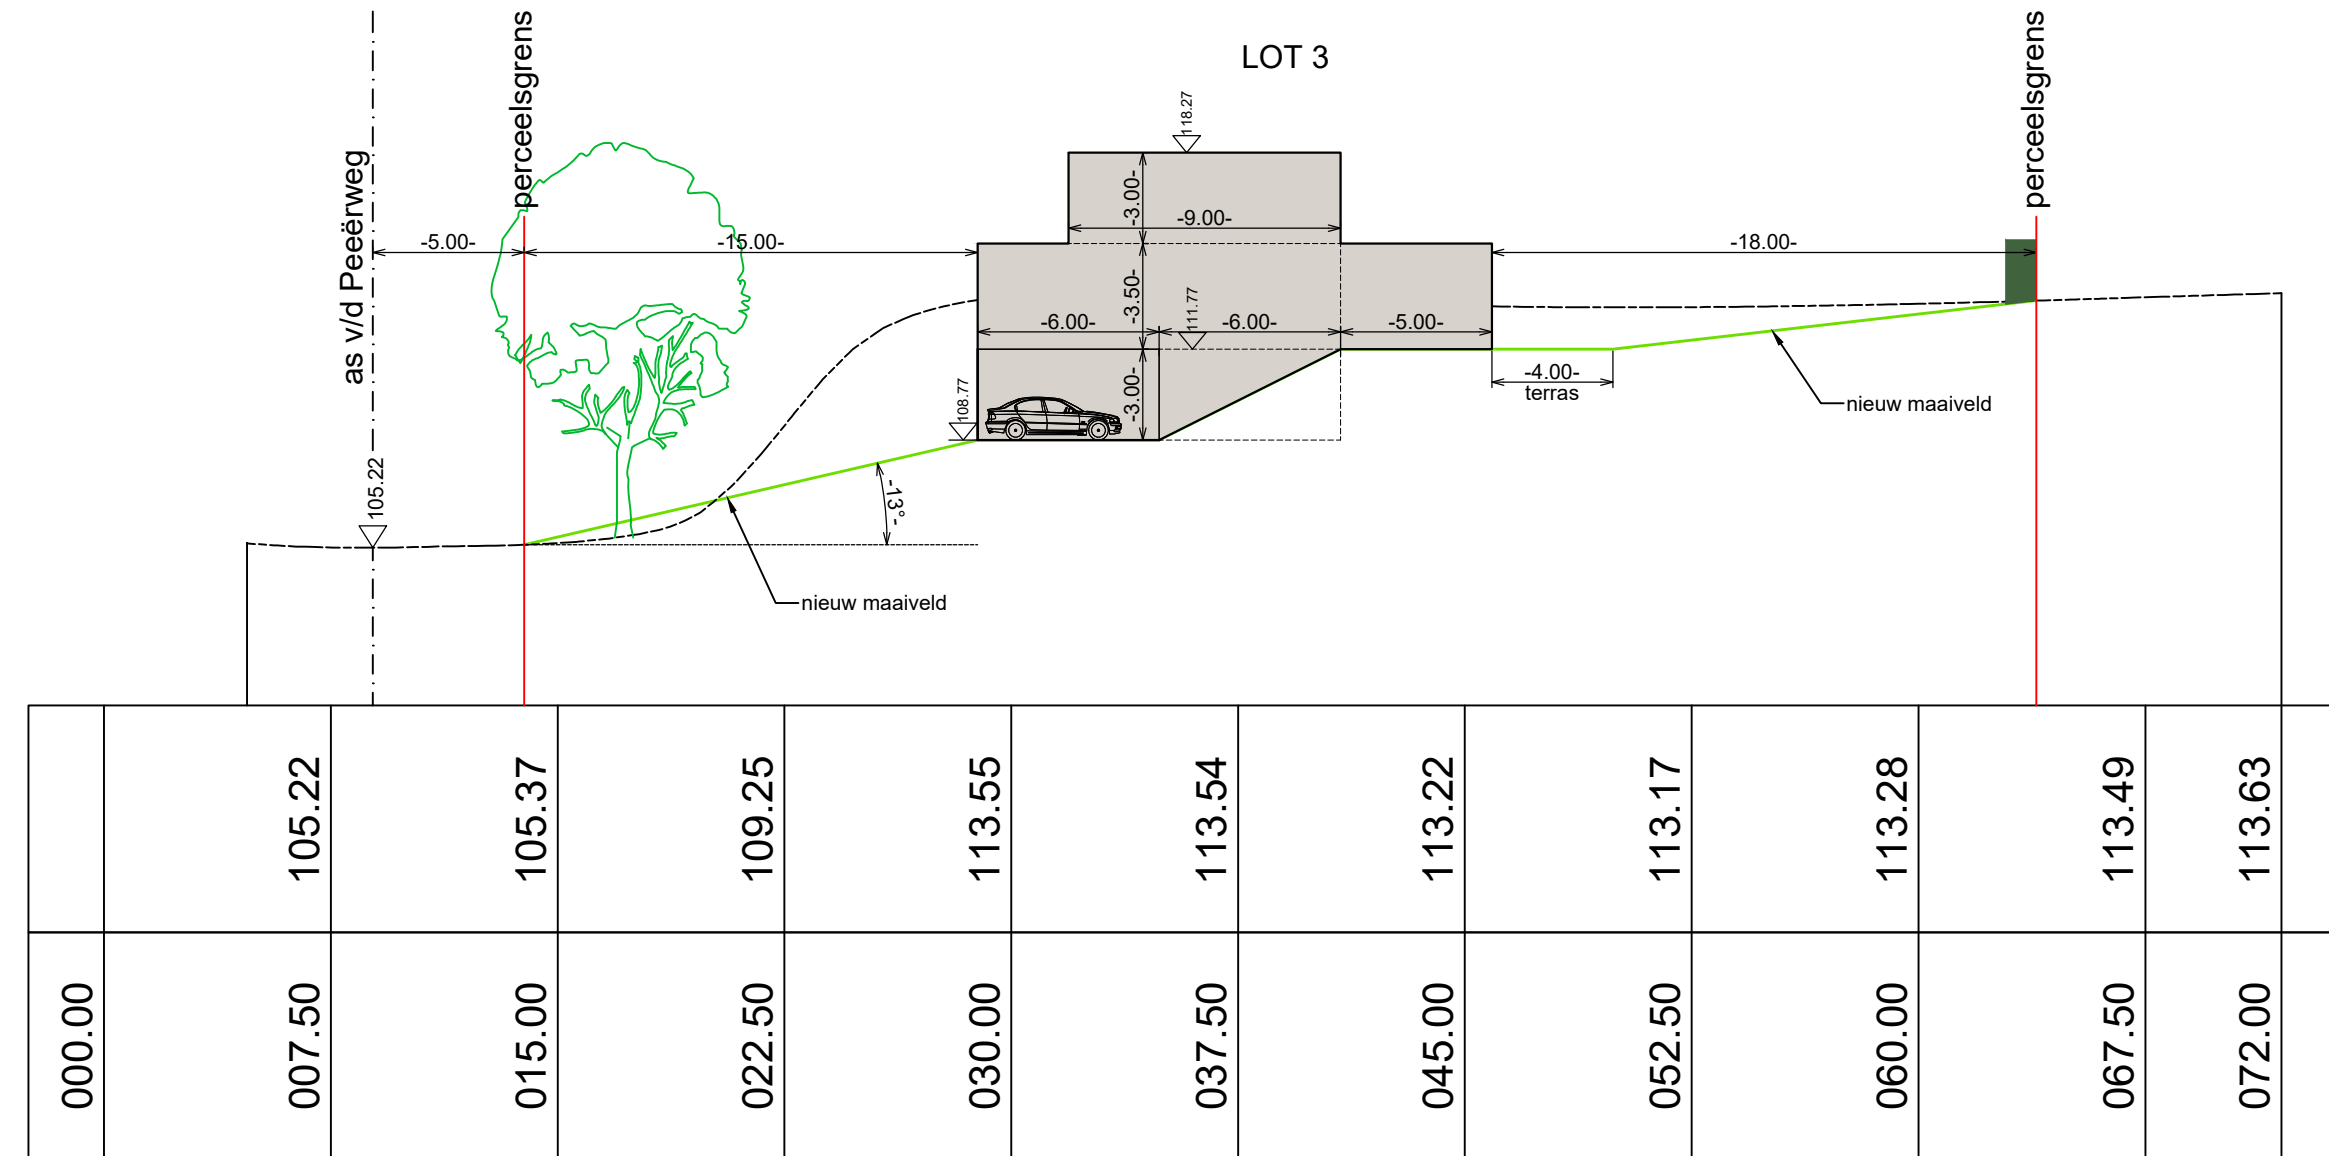 LOT 3
perceelsgrens
perceelsgrens
as v/d Peeërweg
118.27
-3.00-
-9.00-
-5.00-
-15.00-
-18.00-
-3.50-
111.77
-6.00-
-6.00-
-5.00-
-4.00-
terras
-3.00-
108.77
nieuw maaiveld
105.22
-13°-
nieuw maaiveld
105.22 105.37 109.25 113.55 113.54 113.22 113.17 113.28 113.49 113.63
000.00 007.50 015.00 022.50 030.00 037.50 045.00 052.50 060.00 067.50 072.00